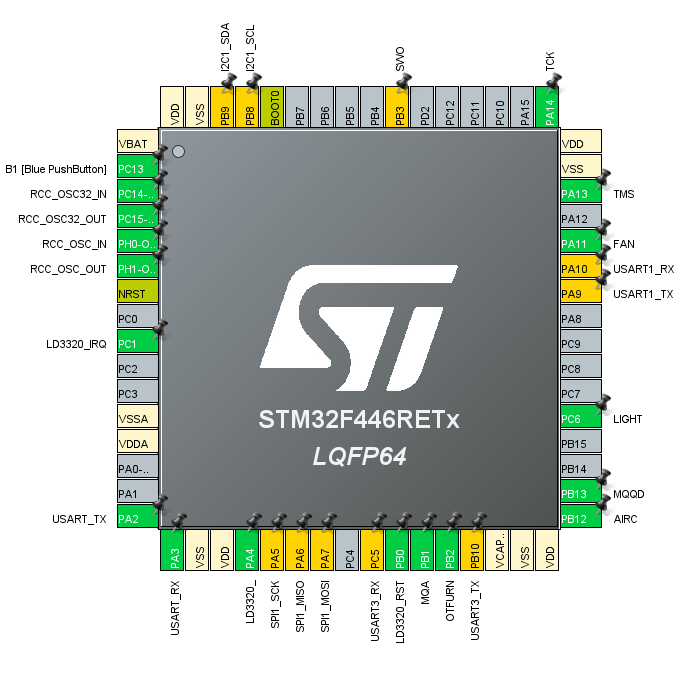 I2C1_SDA
I2C1_SCL
SWO
TCK
VDD
VSS
PB9
PB8
BOOT0
PB7
PB6
PB5
PB4
PB3
PD2
PC12
PC11
PC10
PA15
PA14
VBAT
B1 [Blue PushButton] PC13
RCC_OSC32_IN PC14-..
RCC_OSC32_OUT PC15-..
RCC_OSC_IN PH0-O..
RCC_OSC_OUT PH1-O..
NRST
PC0
LD3320_IRQ PC1
PC2
PC3
VSSA
VDDA
PA0-..
PA1
USART_TX PA2
STM32F446RETx
LQFP64
VDD
VSS
PA13 TMS
PA12
PA11 FAN
PA10 USART1_RX
PA9 USART1_TX
PA8
PC9
PC8
PC7
PC6 LIGHT
PB15
PB14
PB13 MQQD
PB12 AIRC
PA3
VSS
VDD
PA4
PA5
PA6
PA7
PC4
PC5
PB0
PB1
PB2
PB10
VCAP..
VSS
VDD
USART_RX
LD3320_
SPI1_SCK
SPI1_MISO
SPI1_MOSI
USART3_RX
LD3320_RST
MQA
OTFURN
USART3_TX